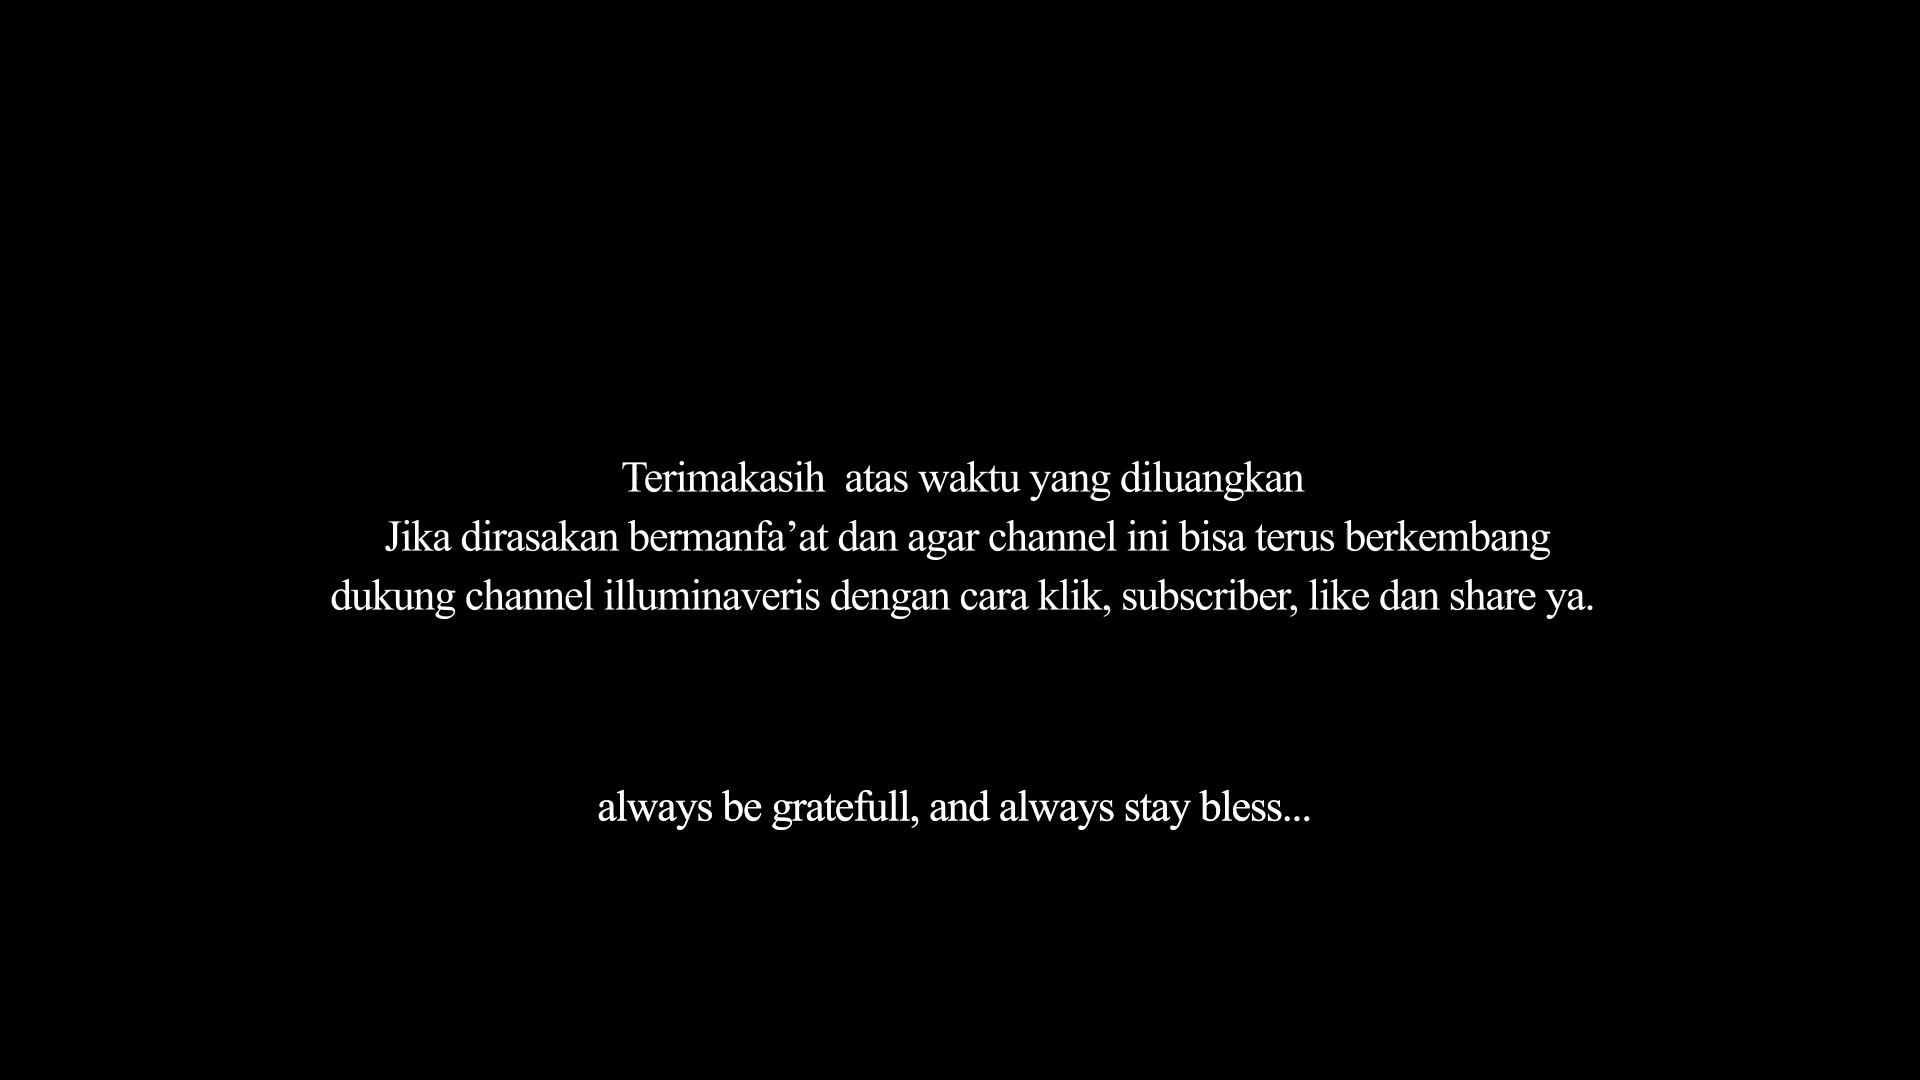 Terimakasih  atas waktu yang diluangkan
Jika dirasakan bermanfa’at dan agar channel ini bisa terus berkembang
dukung channel illuminaveris dengan cara klik, subscriber, like dan share ya.
always be gratefull, and always stay bless...